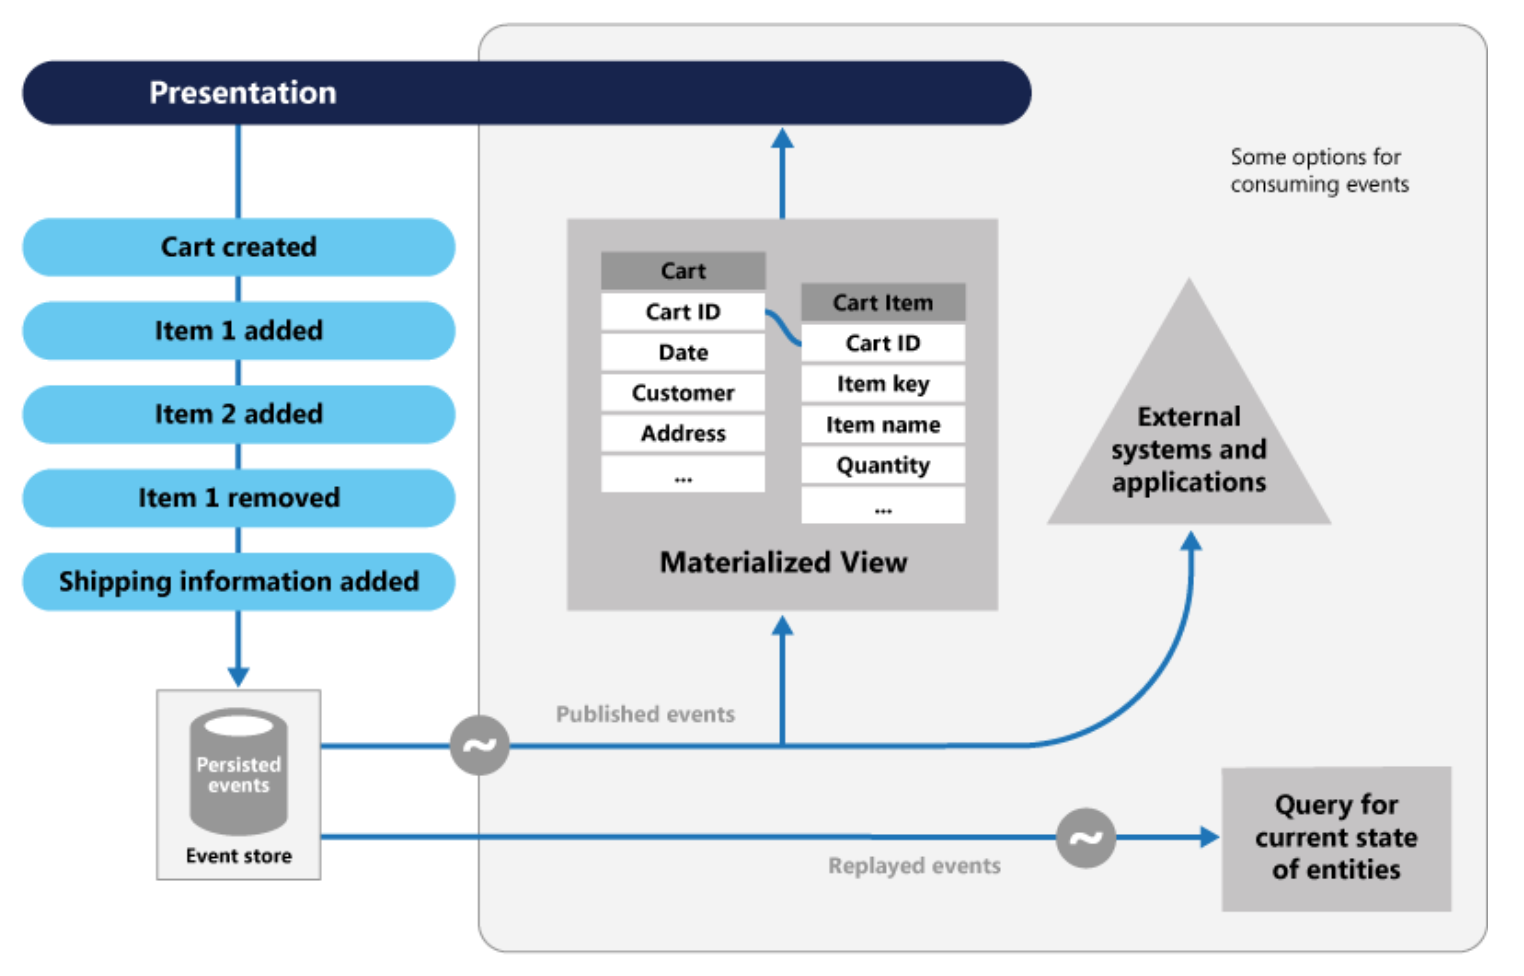 Presentation
Some options for
consuming events
Cart created
Item 1 added
Item 2 added
Item 1 removed
Shipping information added
Cart
Cart ID
Date
Customer
Address
...
Cart Item
Cart ID
Item key
Item name
Quantity
...
Materialized View
External
systems and
applications
Published events
Persisted
events
Event store
Replayed events
Query for
current state
of entities